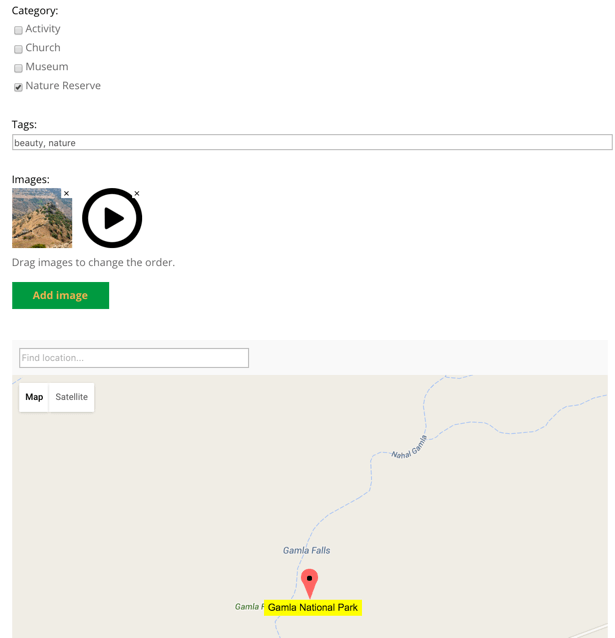 Category:
Activity
Church
Museum
Nature Reserve
Tags:
beauty, nature
Images:
×
×
Drag images to change the order.
Add image
Find location...
Map
Satellite
Nahal Gamla
Gamla Falls
Gamla
Gamla National Park